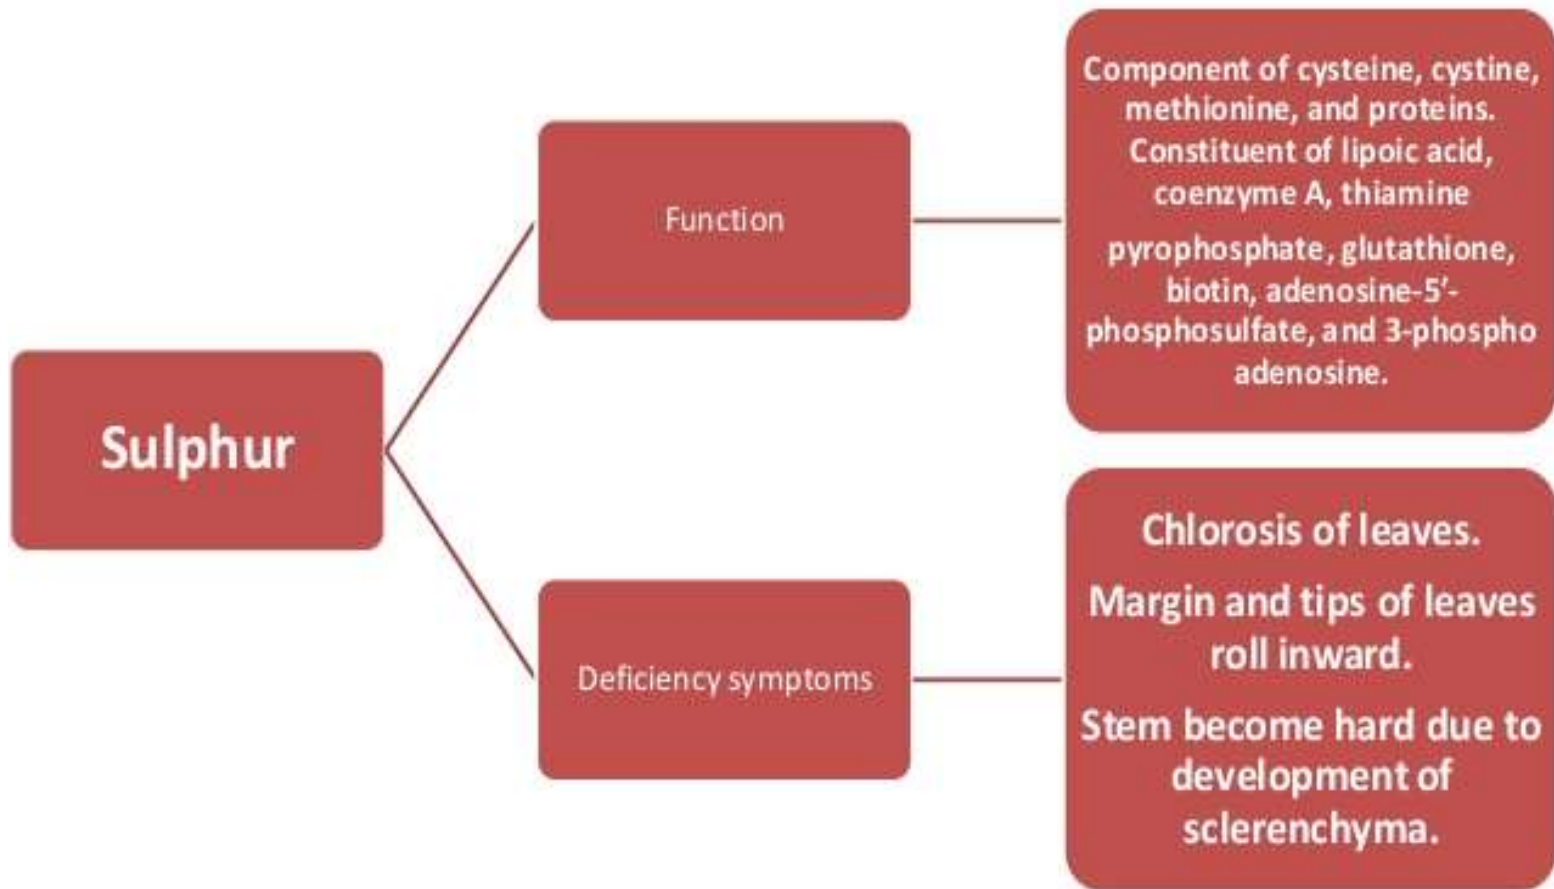 Sulphur
Function
Component of cysteine, cystine,
methionine, and proteins.
Constituent of lipoic acid,
coenzyme A, thiamine
pyrophosphate, glutathione,
biotin, adenosine-5′-
phosphosulfate, and 3-phospho
adenosine.
Deficiency symptoms
Chlorosis of leaves.
Margin and tips of leaves
roll inward.
Stem become hard due to
development of
sclerenchyma.